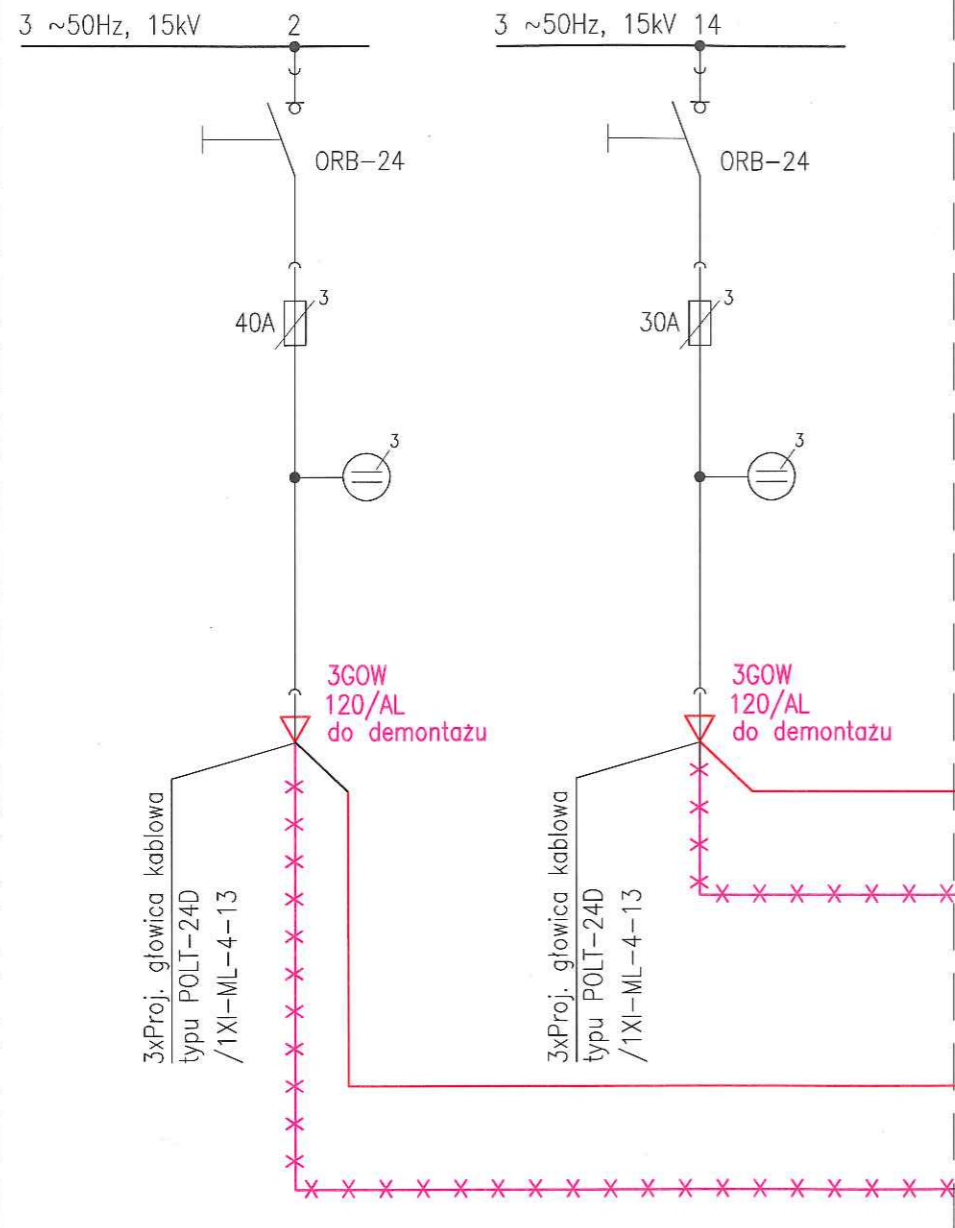 3 ~50Hz, 15kV 2
ORB-24
40A
3
3
3GOW
120/AL
do demontażu
3xProj. głowica kablowa
typu POLT-24D
/1XI-ML-4-13
3 ~50Hz, 15kV 14
ORB-24
30A
3
3
3GOW
120/AL
do demontażu
3xProj. głowica kablowa
typu POLT-24D
/1XI-ML-4-13